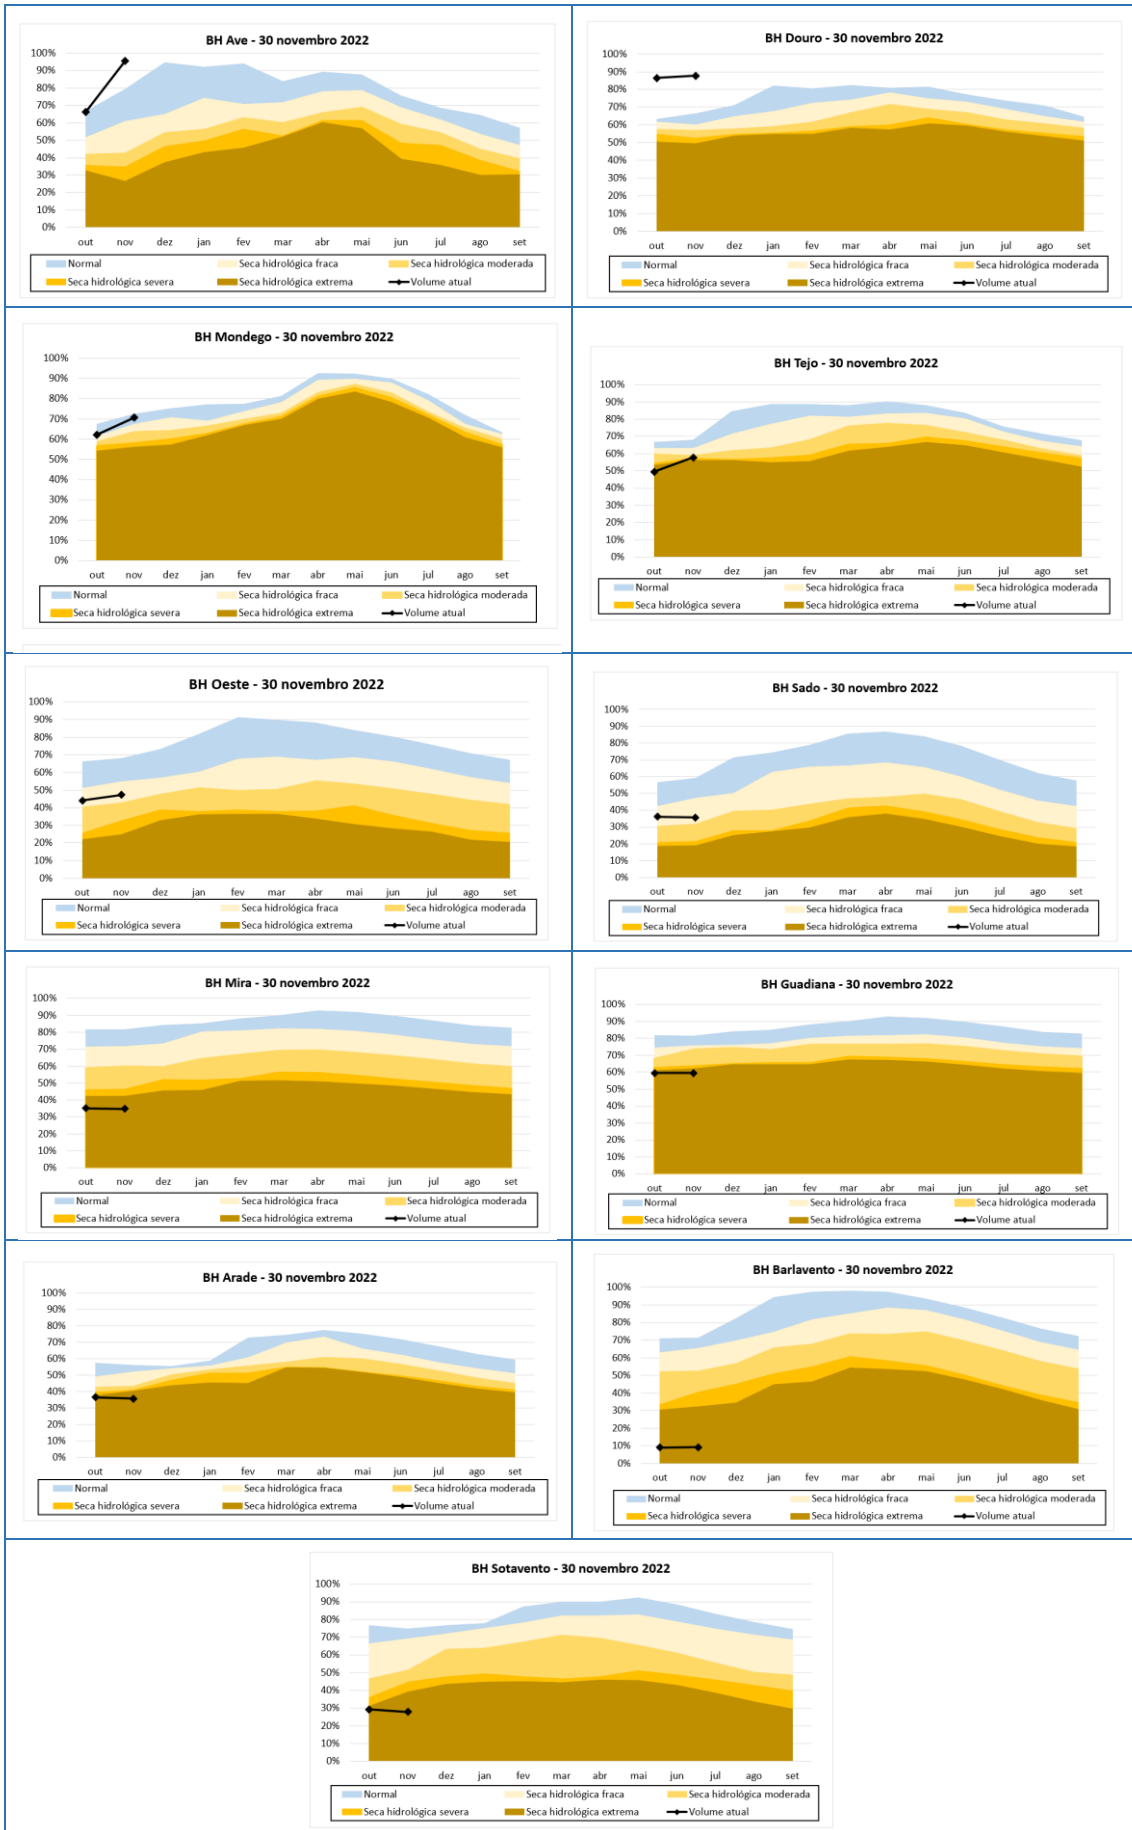 BH Ave - 30 novembro 2022
100%
90%
80%
70%
60%
50%
40%
30%
20%
10%
0%
out nov dez jan fev mar abr mai jun jul ago set
Normal Seca hidrológica fraca Seca hidrológica moderada
Seca hidrológica severa Seca hidrológica extrema Volume atual
BH Douro - 30 novembro 2022
100%
90%
80%
70%
60%
50%
40%
30%
20%
10%
0%
out nov dez jan fev mar abr mai jun jul ago set
Normal Seca hidrológica fraca Seca hidrológica moderada
Seca hidrológica severa Seca hidrológica extrema Volume atual
BH Mondego - 30 novembro 2022
100%
90%
80%
70%
60%
50%
40%
30%
20%
10%
0%
out nov dez jan fev mar abr mai jun jul ago set
Normal Seca hidrológica fraca Seca hidrológica moderada
Seca hidrológica severa Seca hidrológica extrema Volume atual
BH Tejo - 30 novembro 2022
100%
90%
80%
70%
60%
50%
40%
30%
20%
10%
0%
out nov dez jan fev mar abr mai jun jul ago set
Normal Seca hidrológica fraca Seca hidrológica moderada
Seca hidrológica severa Seca hidrológica extrema Volume atual
BH Oeste - 30 novembro 2022
100%
90%
80%
70%
60%
50%
40%
30%
20%
10%
0%
out nov dez jan fev mar abr mai jun jul ago set
Normal Seca hidrológica fraca Seca hidrológica moderada
Seca hidrológica severa Seca hidrológica extrema Volume atual
BH Sado - 30 novembro 2022
100%
90%
80%
70%
60%
50%
40%
30%
20%
10%
0%
out nov dez jan fev mar abr mai jun jul ago set
Normal Seca hidrológica fraca Seca hidrológica moderada
Seca hidrológica severa Seca hidrológica extrema Volume atual
BH Mira - 30 novembro 2022
100%
90%
80%
70%
60%
50%
40%
30%
20%
10%
0%
out nov dez jan fev mar abr mai jun jul ago set
Normal Seca hidrológica fraca Seca hidrológica moderada
Seca hidrológica severa Seca hidrológica extrema Volume atual
BH Guadiana - 30 novembro 2022
100%
90%
80%
70%
60%
50%
40%
30%
20%
10%
0%
out nov dez jan fev mar abr mai jun jul ago set
Normal Seca hidrológica fraca Seca hidrológica moderada
Seca hidrológica severa Seca hidrológica extrema Volume atual
BH Arade - 30 novembro 2022
100%
90%
80%
70%
60%
50%
40%
30%
20%
10%
0%
out nov dez jan fev mar abr mai jun jul ago set
Normal Seca hidrológica fraca Seca hidrológica moderada
Seca hidrológica severa Seca hidrológica extrema Volume atual
BH Barlavento - 30 novembro 2022
100%
90%
80%
70%
60%
50%
40%
30%
20%
10%
0%
out nov dez jan fev mar abr mai jun jul ago set
Normal Seca hidrológica fraca Seca hidrológica moderada
Seca hidrológica severa Seca hidrológica extrema Volume atual
BH Sotavento - 30 novembro 2022
100%
90%
80%
70%
60%
50%
40%
30%
20%
10%
0%
out nov dez jan fev mar abr mai jun jul ago set
Normal Seca hidrológica fraca Seca hidrológica moderada
Seca hidrológica severa Seca hidrológica extrema Volume atual